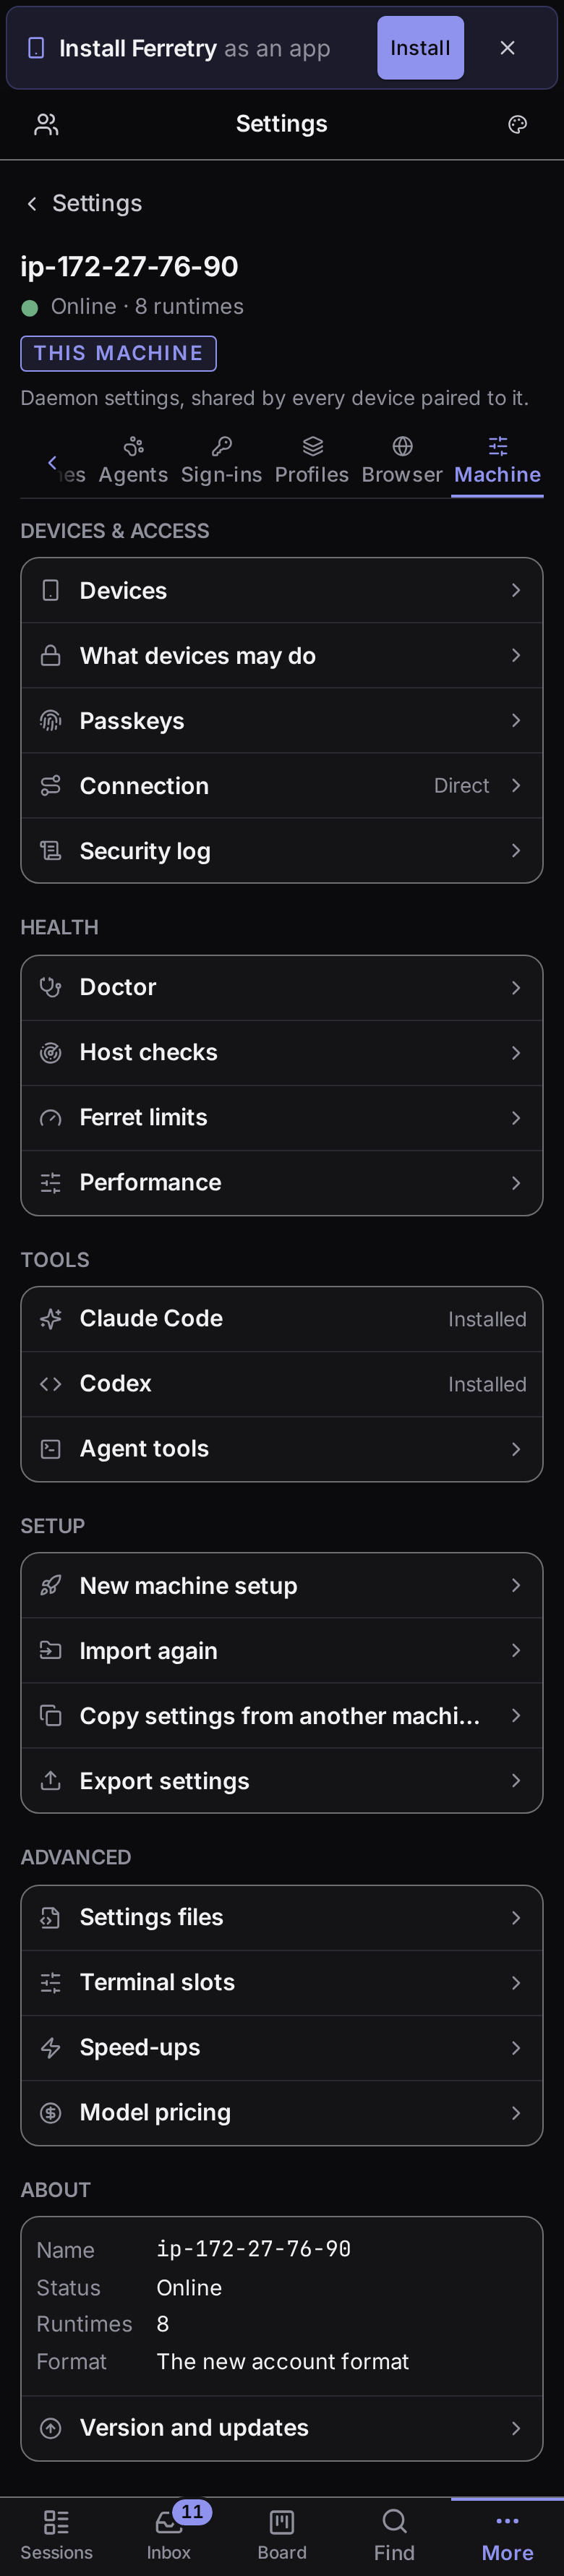 Install Ferretry as an app
Install
Settings
Settings
ip-172-27-76-90
Online · 8 runtimes
THIS MACHINE
Daemon settings, shared by every device paired to it.
Agents
Sign-ins
Profiles
Browser
Machine
DEVICES & ACCESS
Devices
What devices may do
Passkeys
Connection Direct
Security log
HEALTH
Doctor
Host checks
Ferret limits
Performance
TOOLS
Claude Code Installed
Codex Installed
Agent tools
SETUP
New machine setup
Import again
Copy settings from another machi...
Export settings
ADVANCED
Settings files
Terminal slots
Speed-ups
Model pricing
ABOUT
Name ip-172-27-76-90
Status Online
Runtimes 8
Format The new account format
Version and updates
11
Sessions
Inbox
Board
Find
More